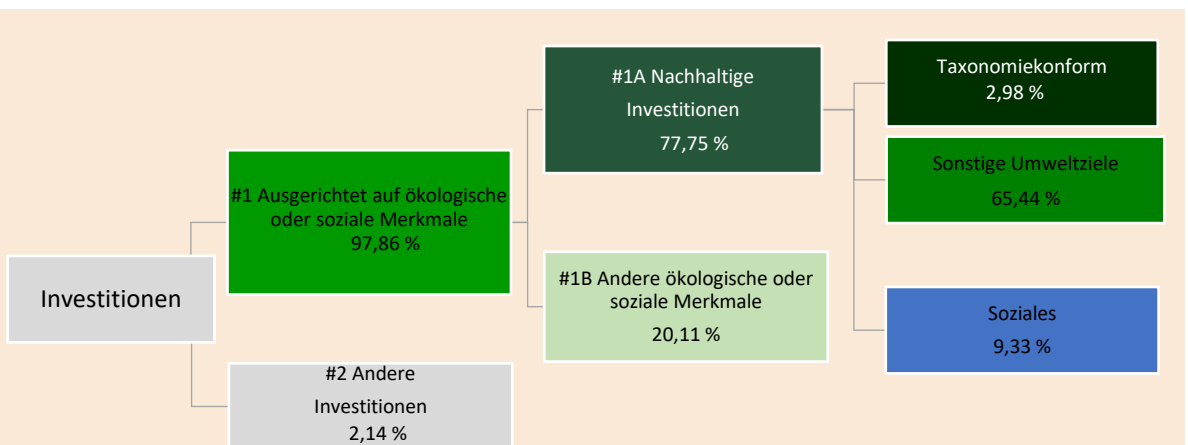 Investitionen
#1 Ausgerichtet auf ökologische
oder soziale Merkmale
97,86 %
#2 Andere
Investitionen
2,14 %
#1A Nachhaltige
Investitionen
77,75 %
#1B Andere ökologische oder
soziale Merkmale
20,11 %
Taxonomiekonform
2,98 %
Sonstige Umweltziele
65,44 %
Soziales
9,33 %